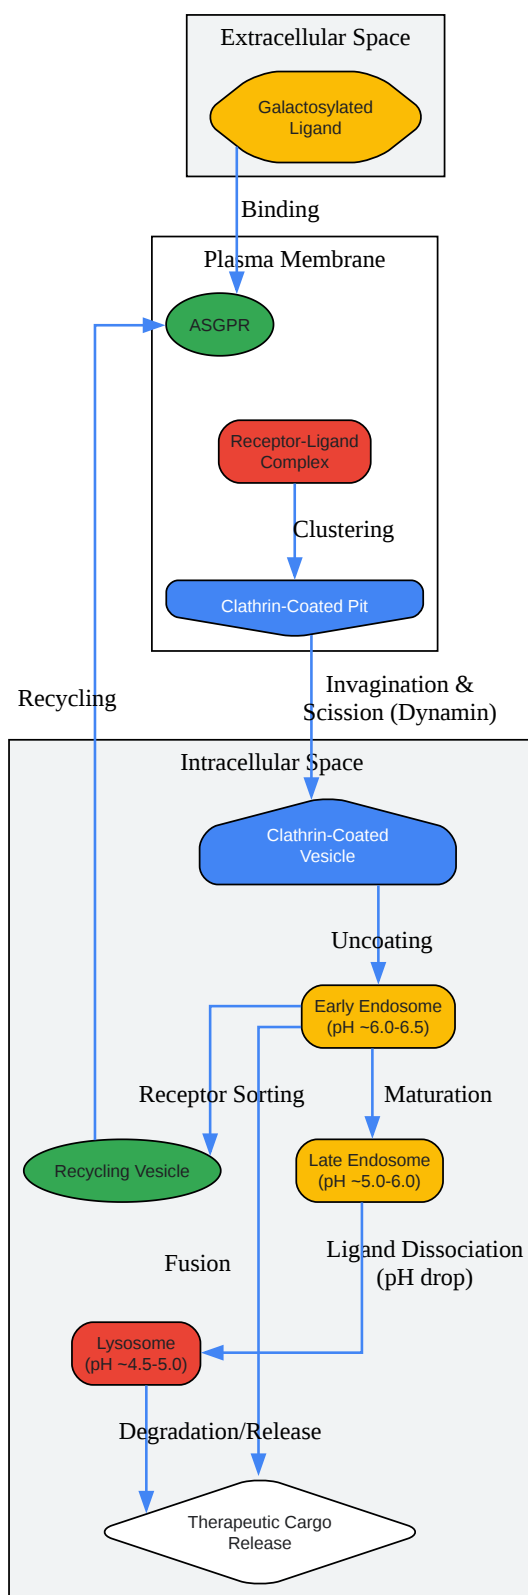 Extracellular Space
Galactosylated
Ligand
Binding
Plasma Membrane
ASGPR
Receptor-Ligand
Complex
Clustering
Clathrin-Coated Pit
Recycling
Invagination &
Scission (Dynamin)
Intracellular Space
Clathrin-Coated
Vesicle
Uncoating
Early Endosome
(pH ~6.0-6.5)
Receptor Sorting
Maturation
Recycling Vesicle
Late Endosome
(pH ~5.0-6.0)
Fusion
Ligand Dissociation
(pH drop)
Lysosome
(pH ~4.5-5.0)
Degradation/Release
Therapeutic Cargo
Release